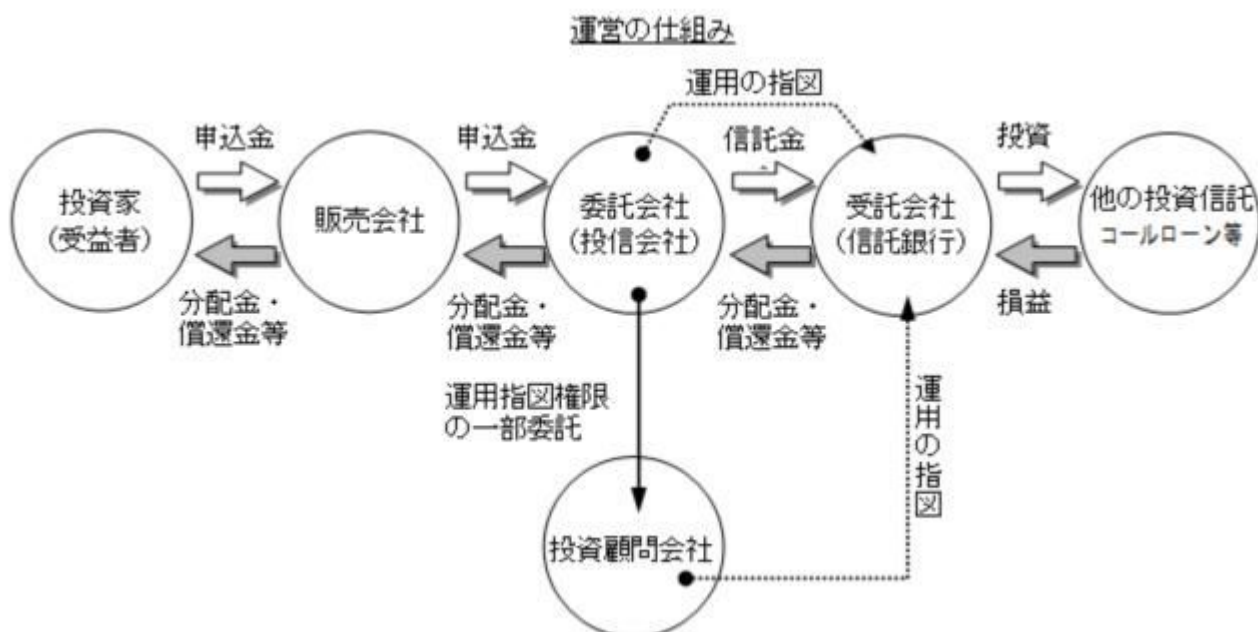 運営の仕組み
運用の指図
申込金
申込金
信託金
投資
投資家
(受益者)
販売会社
委託会社
(投信会社)
受託会社
(信託銀行)
他の投資信託
コールローン等
分配金・
償還金等
分配金・
償還金等
分配金・
償還金等
損益
運用指図権限
の一部委託
運用の指図
投資顧問会社